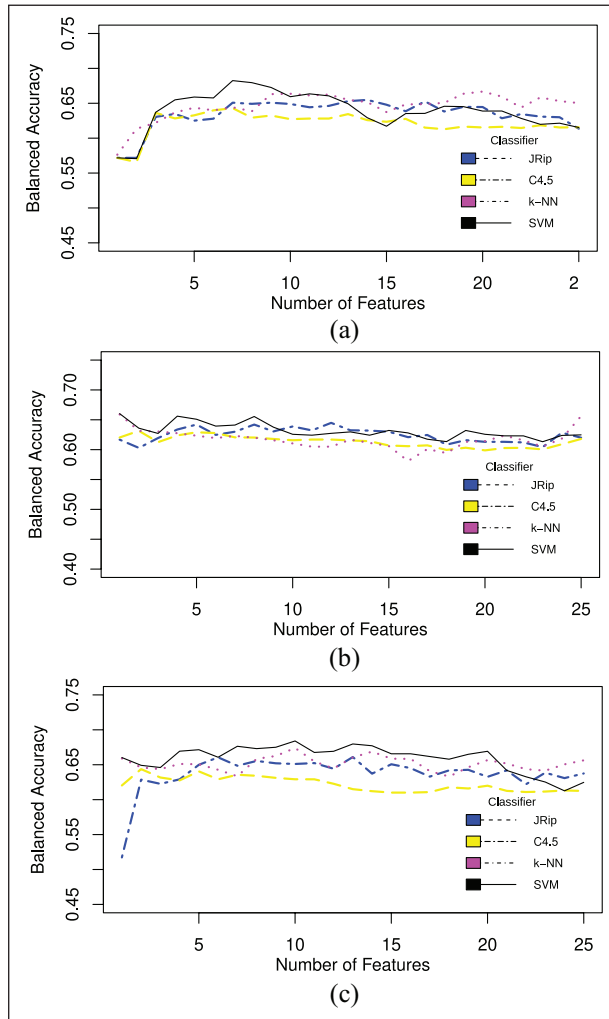 0.75
0.65
0.55
0.45
Balanced Accuracy
Classifier
JRip
C4.5
k-NN
SVM
5 10 15 20 2
Number of Features
(a)
0.70
0.60
0.50
0.40
Balanced Accuracy
Classifier
JRip
C4.5
k-NN
SVM
5 10 15 20 25
Number of Features
(b)
0.75
0.65
0.55
0.45
Balanced Accuracy
Classifier
JRip
C4.5
k-NN
SVM
5 10 15 20 25
Number of Features
(c)